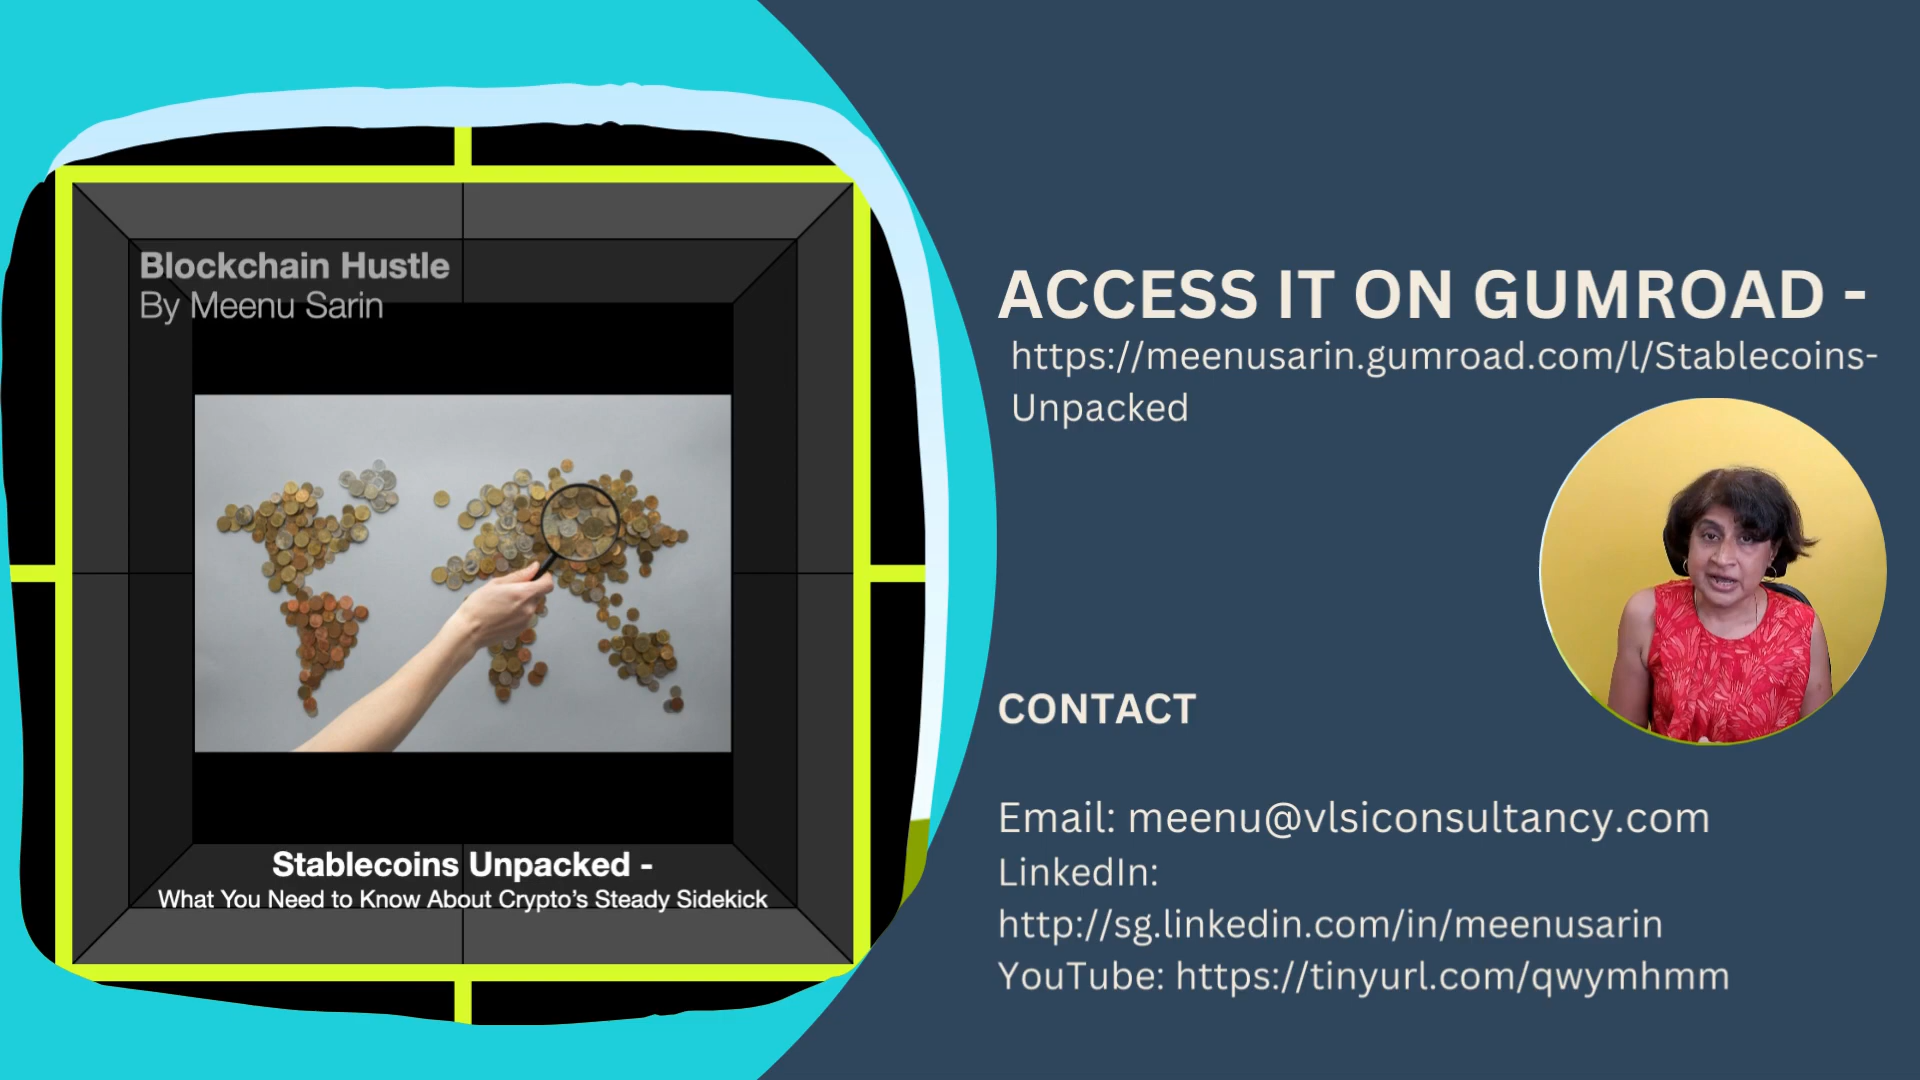 Blockchain Hustle
By Meenu Sarin
Stablecoins Unpacked -
What You Need to Know About Crypto’s Steady Sidekick
ACCESS IT ON GUMROAD -
https://meenusarin.gumroad.com/l/Stablecoins-
Unpacked
CONTACT
Email: meenu@vlsiconsultancy.com
LinkedIn:
http://sg.linkedin.com/in/meenusarin
YouTube: https://tinyurl.com/qwymhmm